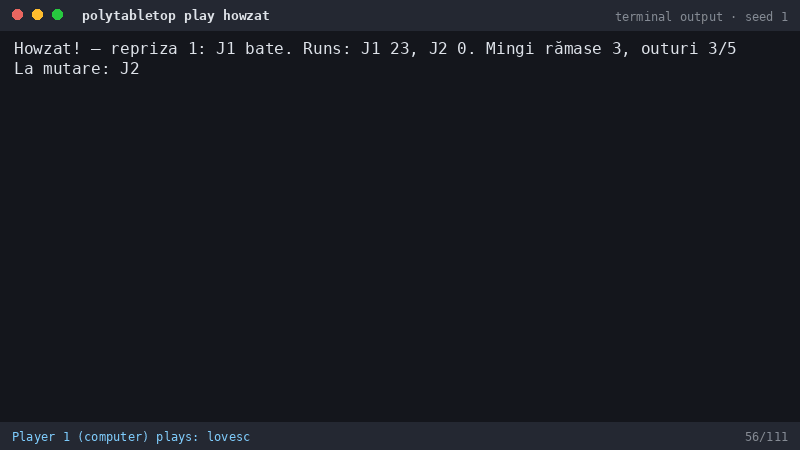 polytabletop play howzat
terminal output · seed 1
Howzat! — repriza 1: J1 bate. Runs: J1 23, J2 0. Mingi rămase 3, outuri 3/5
La mutare: J2
Player 1 (computer) plays: lovesc
56/111